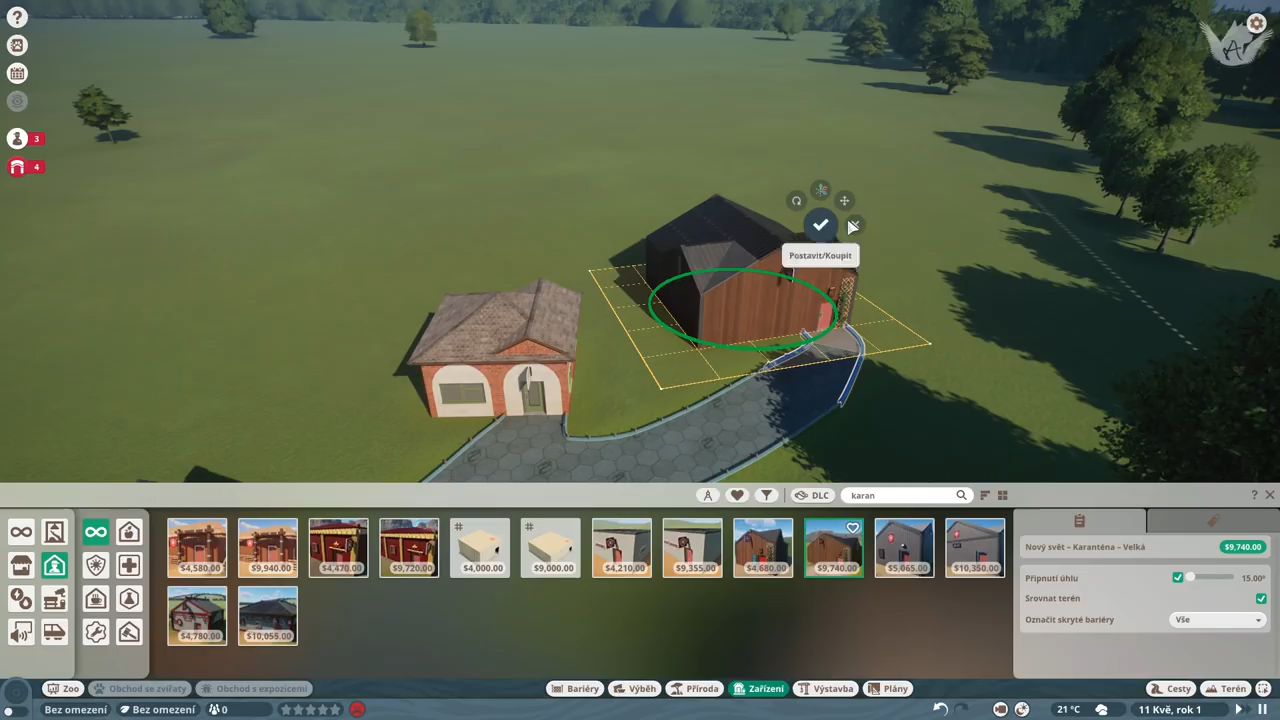 ?
3
4
A
Postavit/Koupit
DLC
karan
?
$4,580.00
$9,940.00
$4,470.00
$9,720.00
#
$4,000.00
#
$9,000.00
$4,210.00
$9,355.00
$4,680.00
$9,740.00
$5,065.00
$10,350.00
$4,780.00
$10,055.00
Nový svět – Karanténa – Velká
$9,740.00
Připnutí úhlu
15.00°
Srovnat terén
Označit skryté bariéry
Vše
Zoo
Obchod se zvířaty
Obchod s expozicemi
Bariéry
Výběh
Příroda
Zařízení
Výstavba
Plány
Cesty
Terén
Bez omezení
Bez omezení
0
21 °C
11 Kvě, rok 1